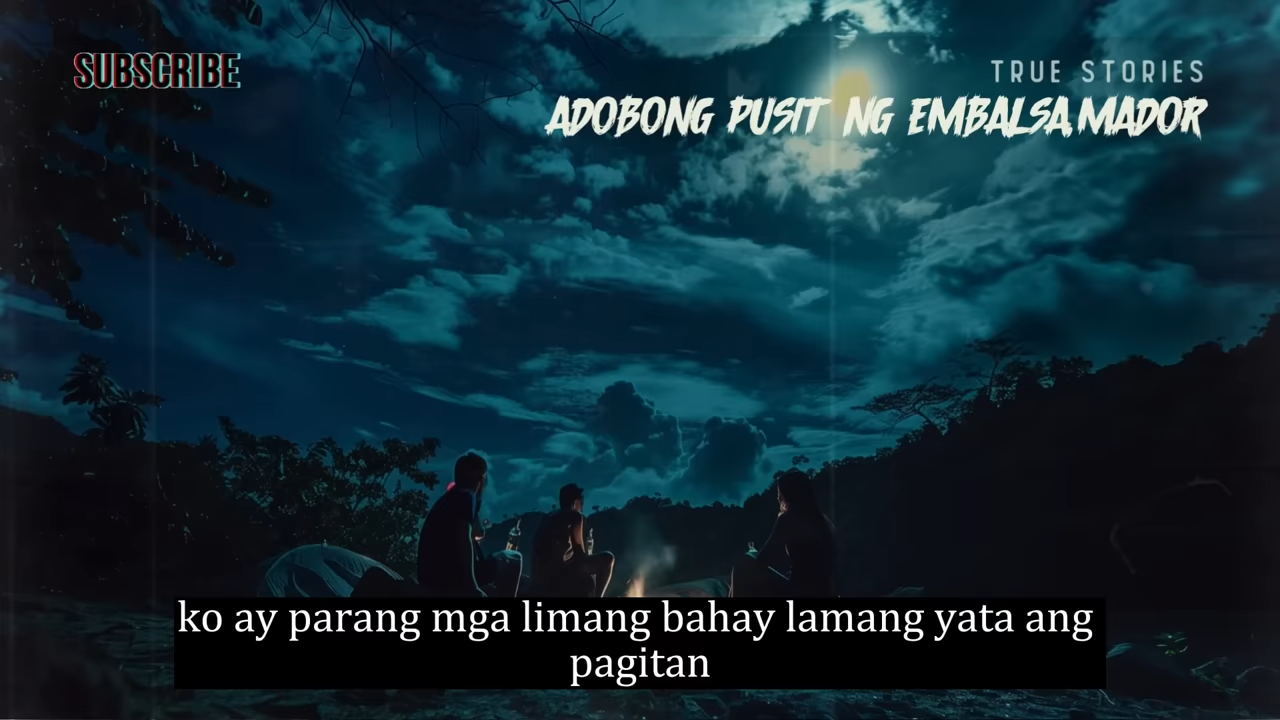 SUBSCRIBE
TRUE STORIES
ADOBONG PUSIT NG EMBALSAMADOR
ko ay parang mga limang bahay lamang yata ang
pagitan